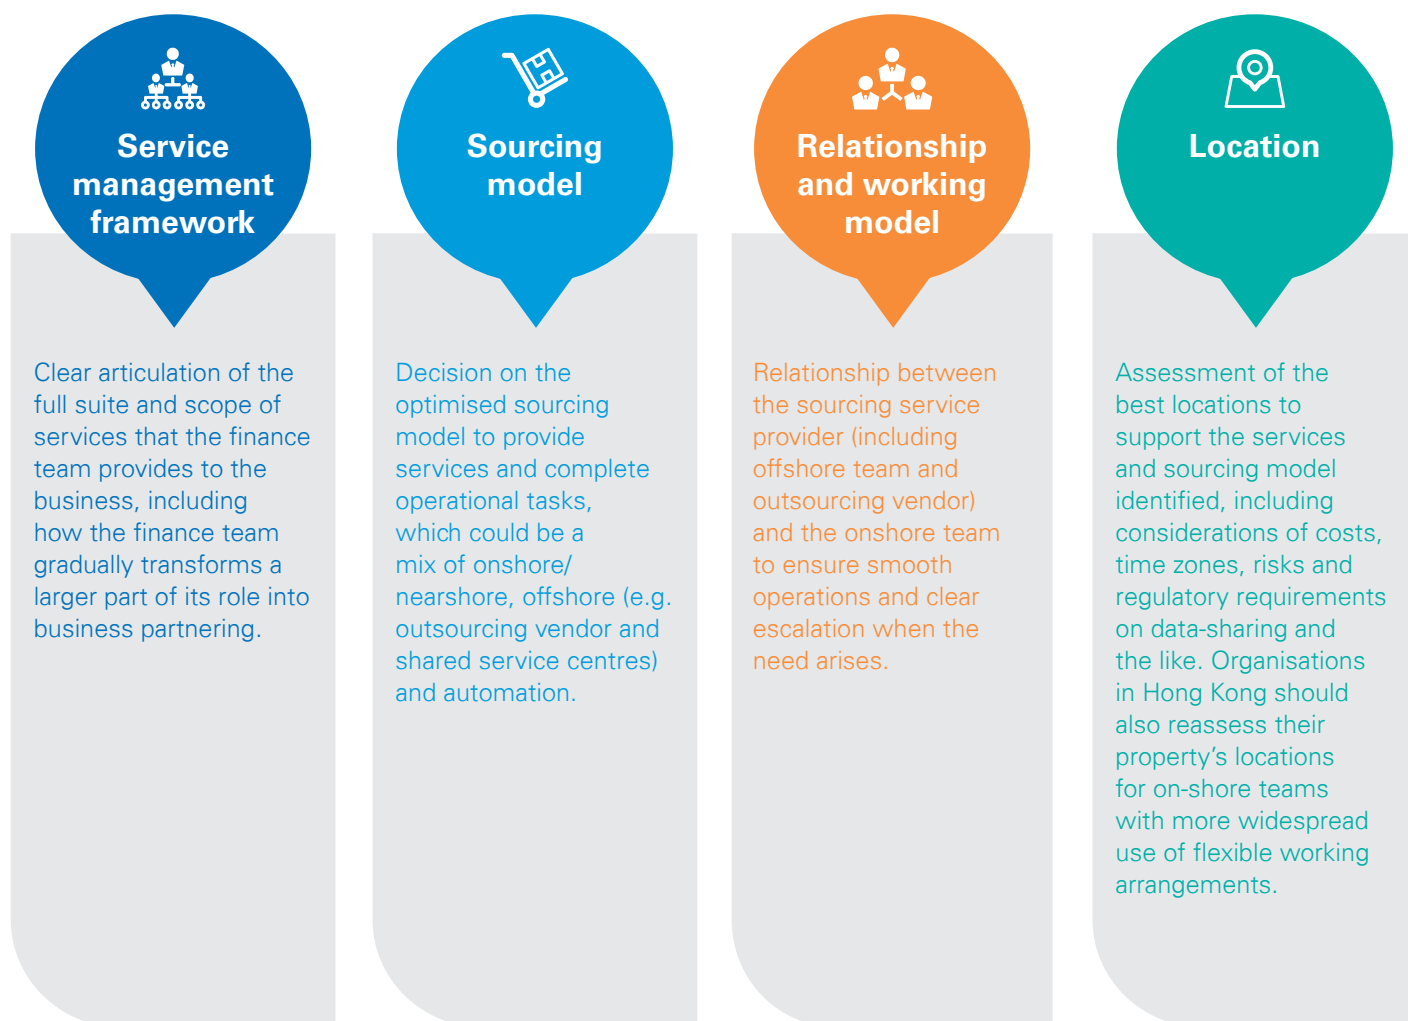 Service
management
framework
Clear articulation of the
full suite and scope of
services that the finance
team provides to the
business, including
how the finance team
gradually transforms a
larger part of its role into
business partnering.
Sourcing
model
Decision on the
optimised sourcing
model to provide
services and complete
operational tasks,
which could be a
mix of onshore/
nearshore, offshore (e.g.
outsourcing vendor and
shared service centres)
and automation.
Relationship
and working
model
Relationship between
the sourcing service
provider (including
offshore team and
outsourcing vendor)
and the onshore team
to ensure smooth
operations and clear
escalation when the
need arises.
Location
Assessment of the
best locations to
support the services
and sourcing model
identified, including
considerations of costs,
time zones, risks and
regulatory requirements
on data-sharing and
the like. Organisations
in Hong Kong should
also reassess their
property’s locations
for on-shore teams
with more widespread
use of flexible working
arrangements.